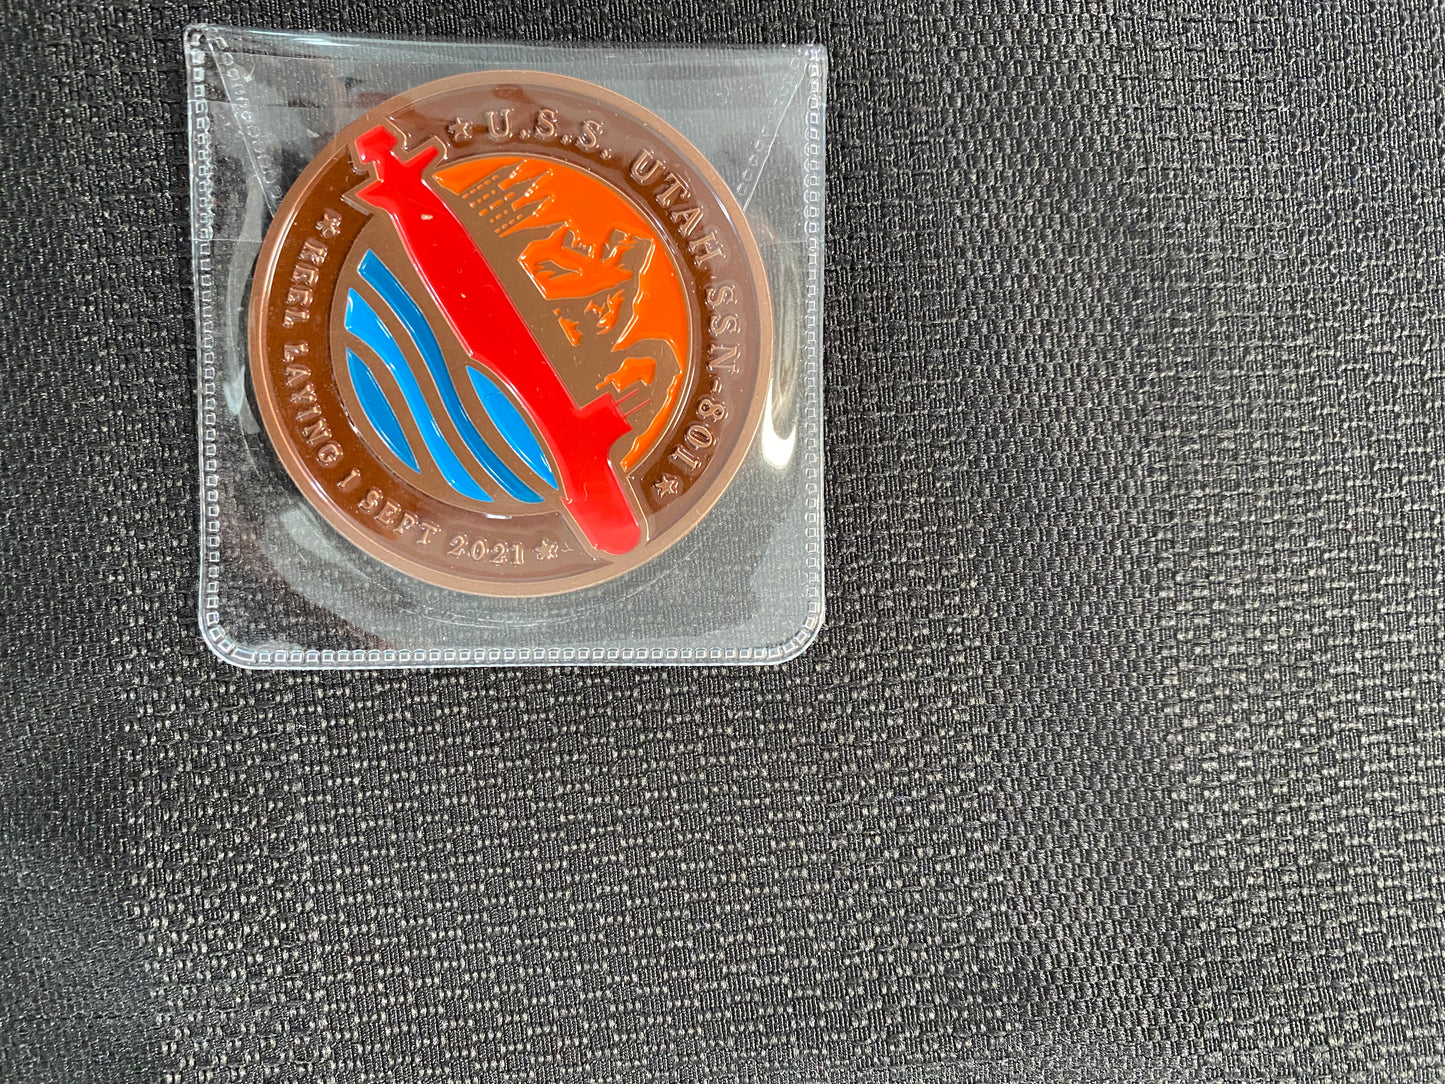 ★ U.S.S. UTAH SSN-801 ★
★ KEEL LAYING 1 SEPT 2021 ★